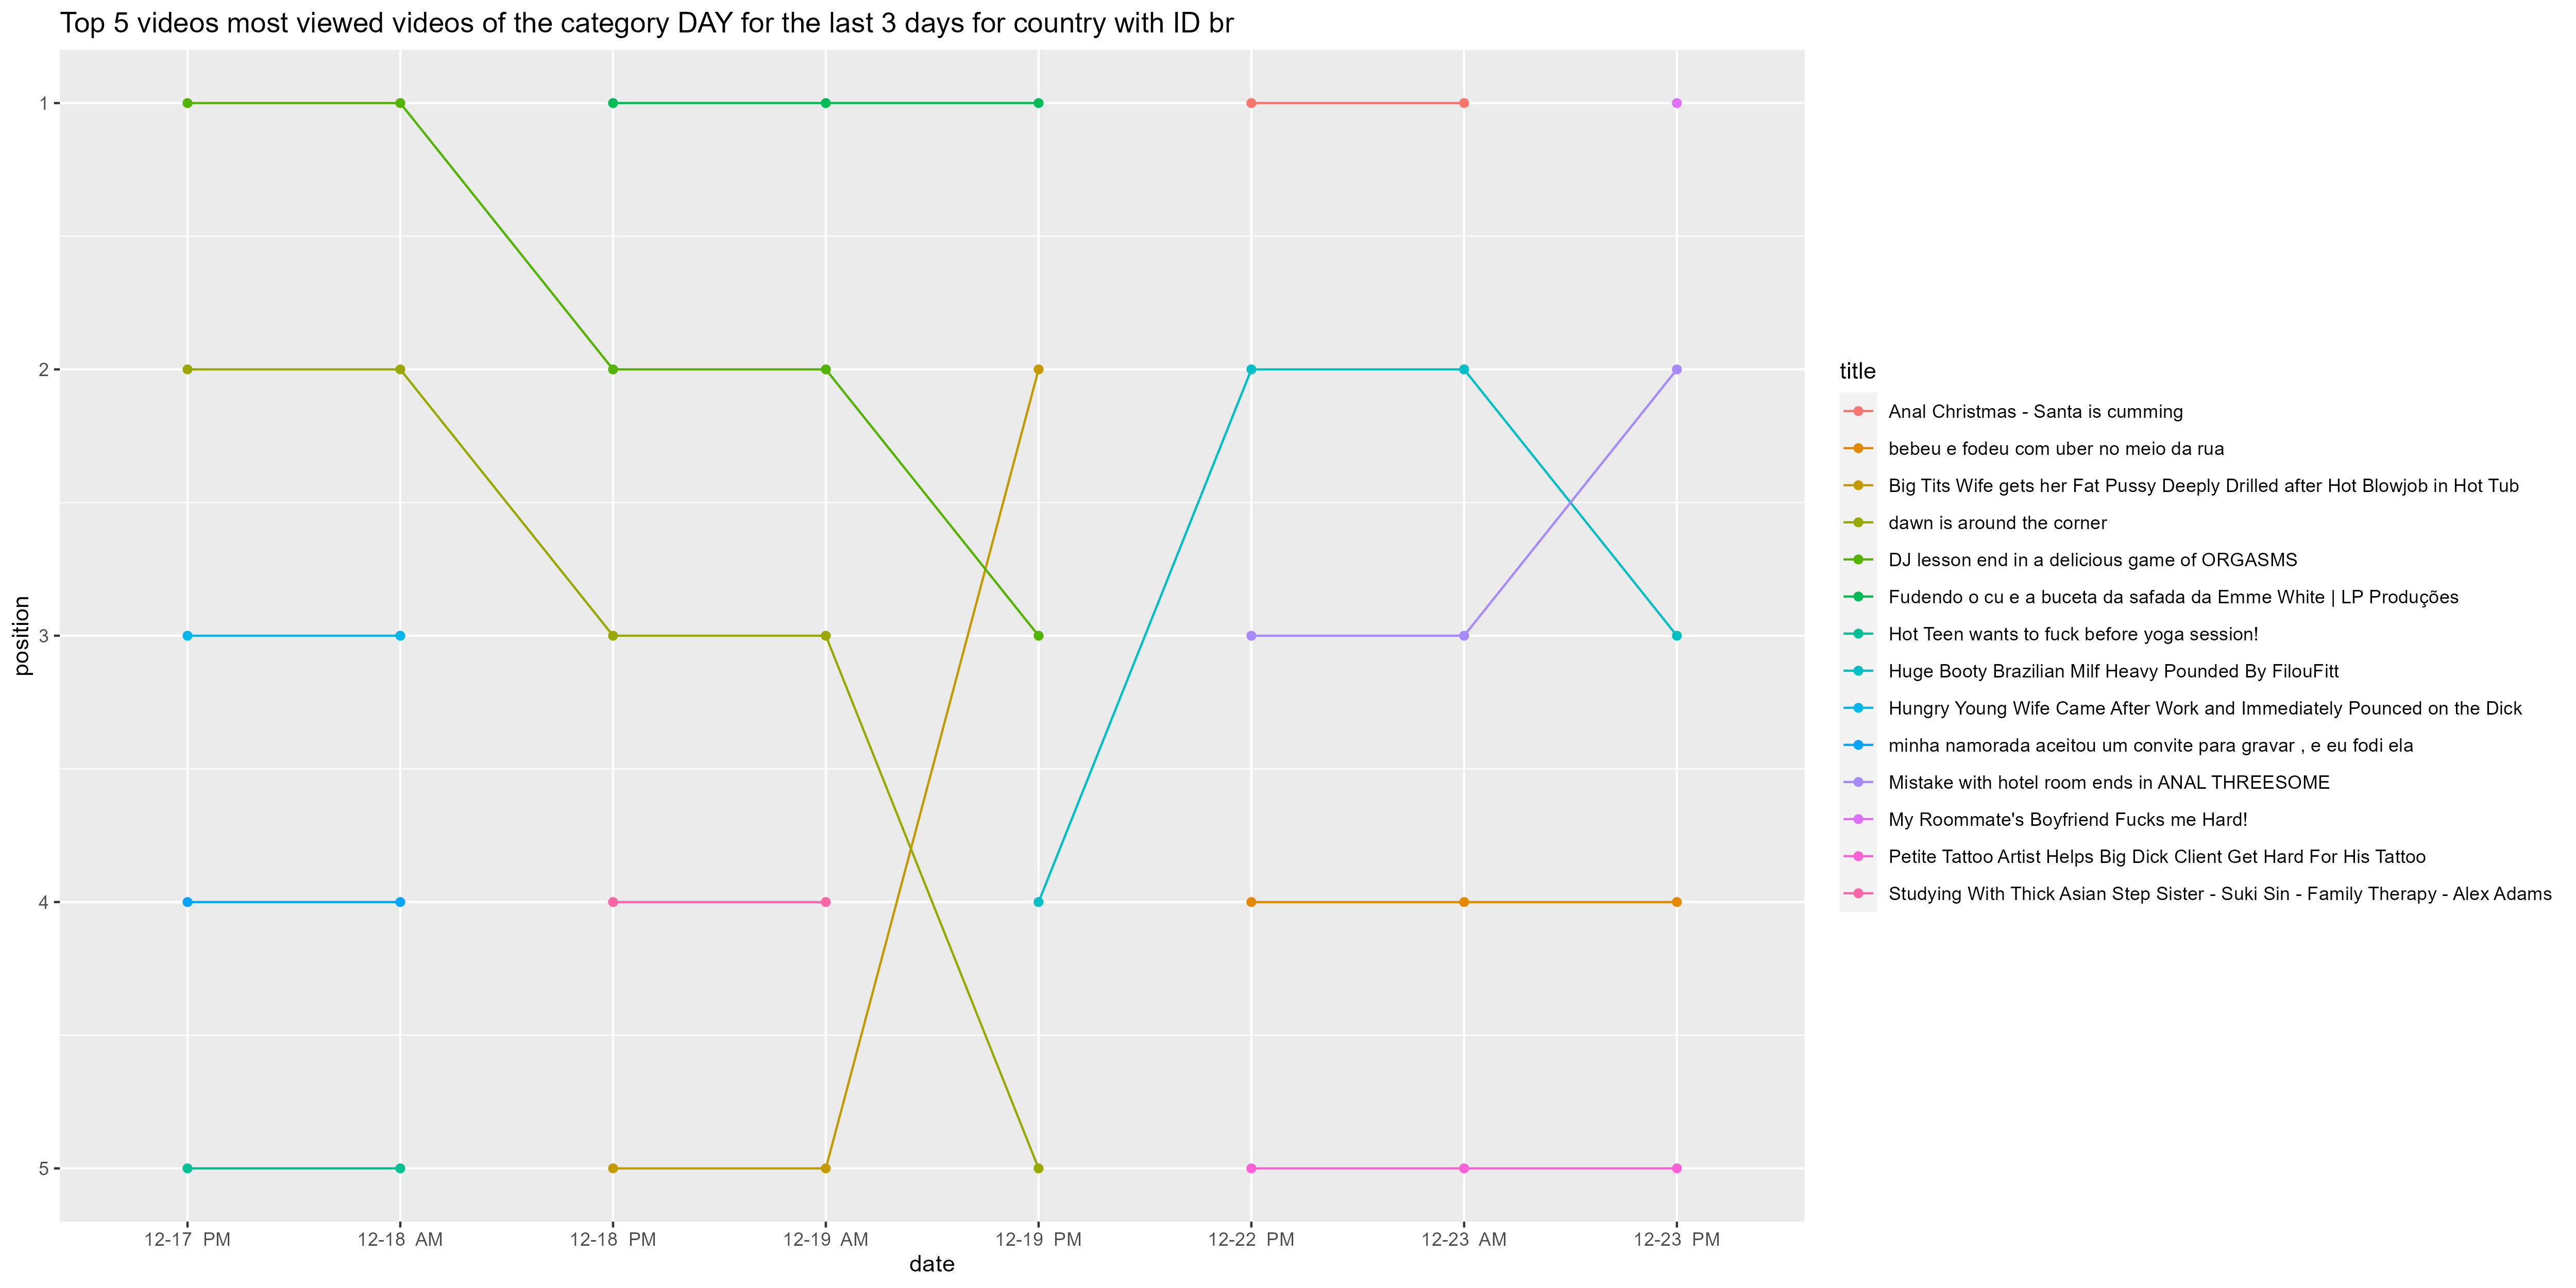 Top 5 videos most viewed videos of the category DAY for the last 3 days for country with ID br
position
1
2
3
4
5
12-17 PM
12-18 AM
12-18 PM
12-19 AM
12-19 PM
12-22 PM
12-23 AM
12-23 PM
date
title
Anal Christmas - Santa is cumming
bebeu e fodeu com uber no meio da rua
Big Tits Wife gets her Fat Pussy Deeply Drilled after Hot Blowjob in Hot Tub
dawn is around the corner
DJ lesson end in a delicious game of ORGASMS
Fudendo o cu e a buceta da safada da Emme White | LP Produções
Hot Teen wants to fuck before yoga session!
Huge Booty Brazilian Milf Heavy Pounded By FilouFitt
Hungry Young Wife Came After Work and Immediately Pounced on the Dick
minha namorada aceitou um convite para gravar , e eu fodi ela
Mistake with hotel room ends in ANAL THREESOME
My Roommate's Boyfriend Fucks me Hard!
Petite Tattoo Artist Helps Big Dick Client Get Hard For His Tattoo
Studying With Thick Asian Step Sister - Suki Sin - Family Therapy - Alex Adams